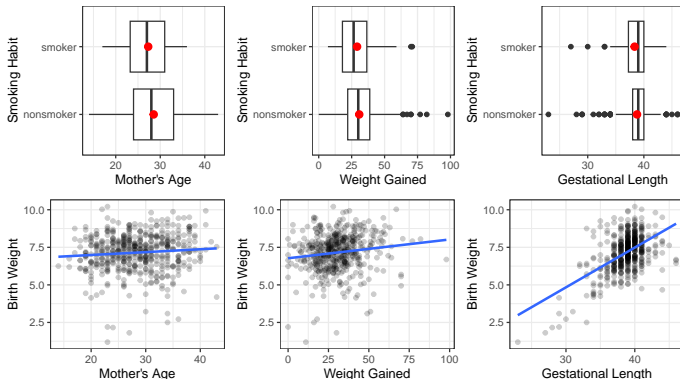 Smoking Habit
smoker
nonsmoker
20
30
40
Mother's Age
Smoking Habit
smoker
nonsmoker
0
25
50
75
100
Weight Gained
Smoking Habit
smoker
nonsmoker
30
40
Gestational Length
Birth Weight
10.0
7.5
5.0
2.5
20
30
40
Mother's Age
Birth Weight
10.0
7.5
5.0
2.5
0
25
50
75
100
Weight Gained
Birth Weight
10.0
7.5
5.0
2.5
30
40
Gestational Length